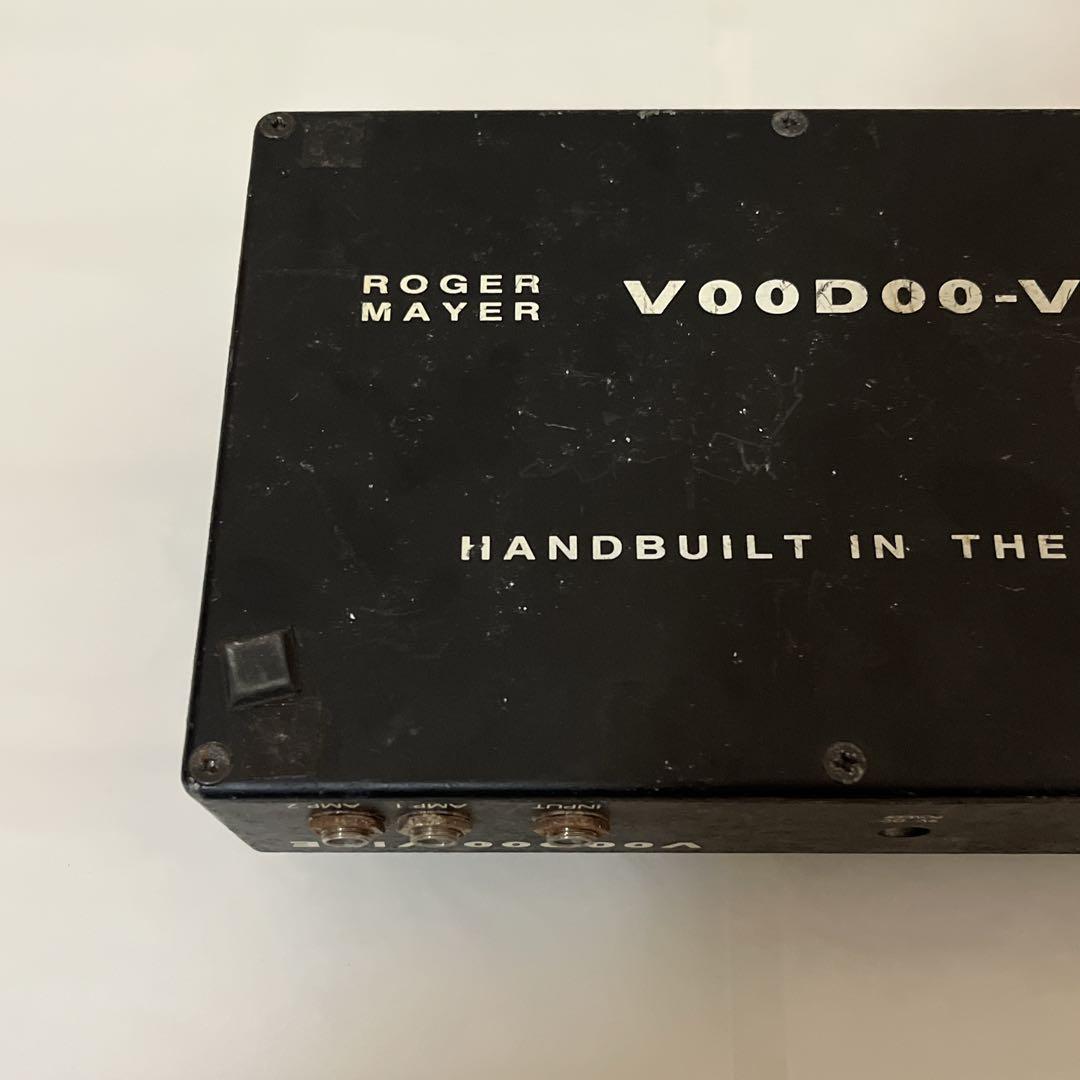 ROGER
MAYER
VOODOO-V
HANDBUILT IN THE
AMP 2
AMP 1
INPUT